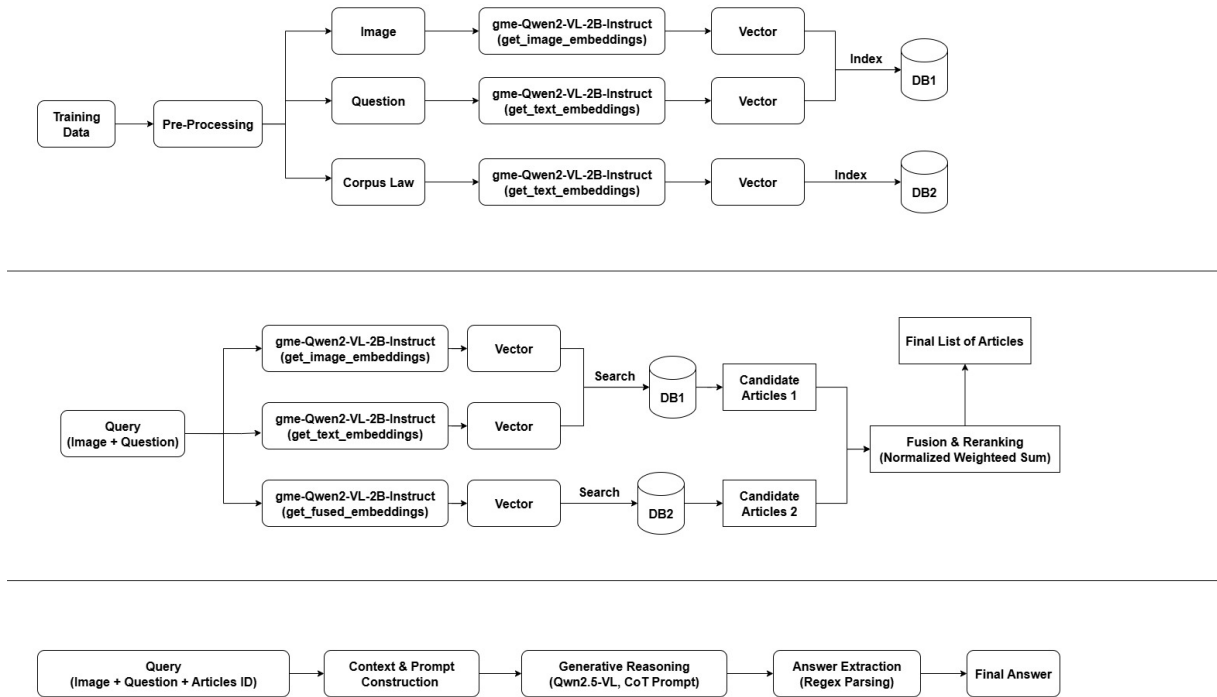 Image
gme-Qwen2-VL-2B-Instruct
(get_image_embeddings)
Vector
Index
DB1
Training
Data
Pre-Processing
Question
gme-Qwen2-VL-2B-Instruct
(get_text_embeddings)
Vector
Corpus Law
gme-Qwen2-VL-2B-Instruct
(get_text_embeddings)
Vector
Index
DB2
Query
(Image + Question)
gme-Qwen2-VL-2B-Instruct
(get_image_embeddings)
Vector
gme-Qwen2-VL-2B-Instruct
(get_text_embeddings)
Vector
Search
DB1
Candidate
Articles 1
gme-Qwen2-VL-2B-Instruct
(get_fused_embeddings)
Vector
Search
DB2
Candidate
Articles 2
Fusion & Reranking
(Normalized Weighteed Sum)
Final List of Articles
Query
(Image + Question + Articles ID)
Context & Prompt
Construction
Generative Reasoning
(Qwn2.5-VL, CoT Prompt)
Answer Extraction
(Regex Parsing)
Final Answer